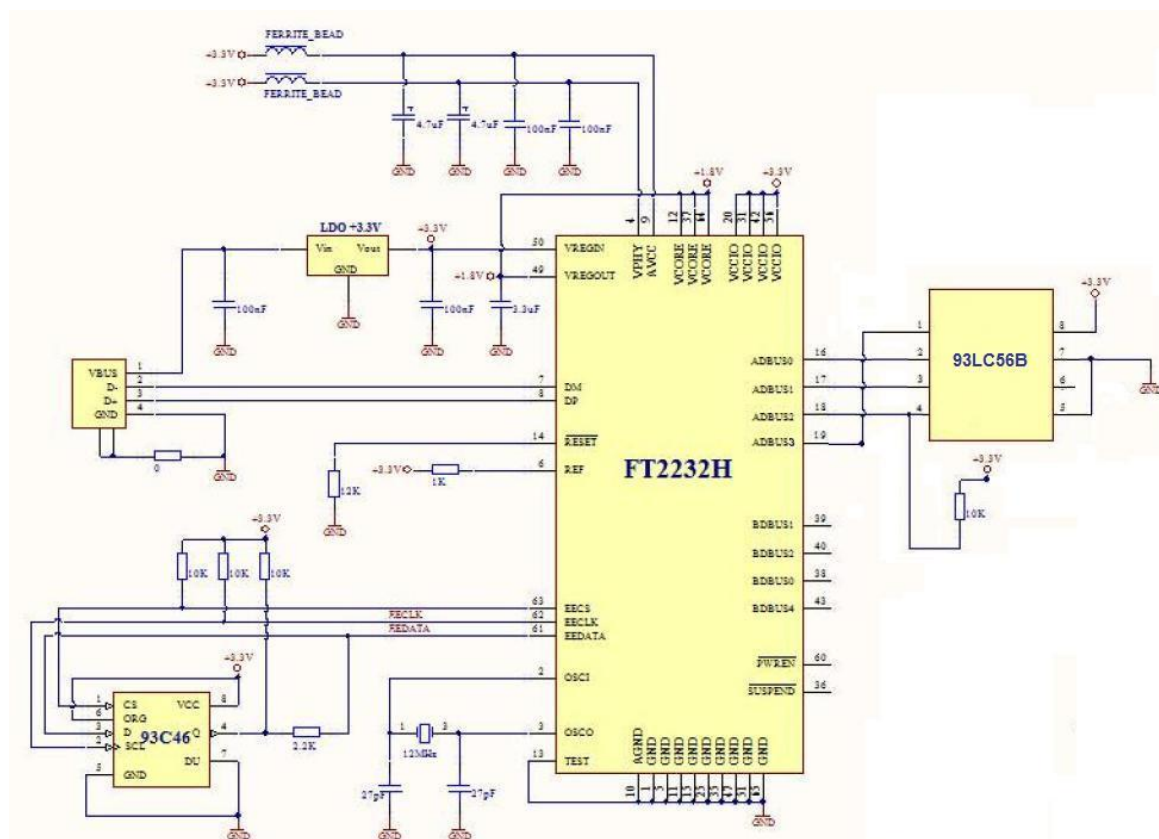 FERRITE_BEAD
+3.3V
+3.3V
FERRITE_BEAD
4.7uF 4.7uF 100nF 100nF
GND GND GND GND
+1.8V +3.3V
4 9 12 37 20 31 42
VPHY AVCC VCORE VCORE VCORE VCCIO VCCIO VCCIO VCCIO
LDO +3.3V
Vin Vout
GND
+3.3V
50 VREGIN
+1.8V 49 VREGOUT
100nF 100nF 3.3uF
GND GND GND GND
VBUS 1
D- 2
D+ 3
GND 4
0
GND
7 DM
8 DP
14 RESET
+3.3V 1K 6 REF
12K
GND
FT2232H
ADBUS0 16
ADBUS1 17
ADBUS2 18
ADBUS3 19
1 8 +3.3V
2 93LC56B 7
3 6
4 5
GND
+3.3V
10K
BDBUS1 39
BDBUS2 40
BDBUS0 38
BDBUS4 43
PWREN 60
SUSPEND 36
+3.3V
10K 10K 10K
63 EECS
EECLK 62 EECLK
EEDATA 61 EEDATA
2 OSCI
3 OSCO
13 TEST
+3.3V
1 CS VCC 8
6 ORG
3 D Q 4
93C46
2 SCL
5 GND DU 7
2.2K
GND
1 12MHz 3
27pF 27pF
GND GND
AGND GND GND GND GND GND GND GND GND GND
10 1 5 11 15 25 35 47 51
GND